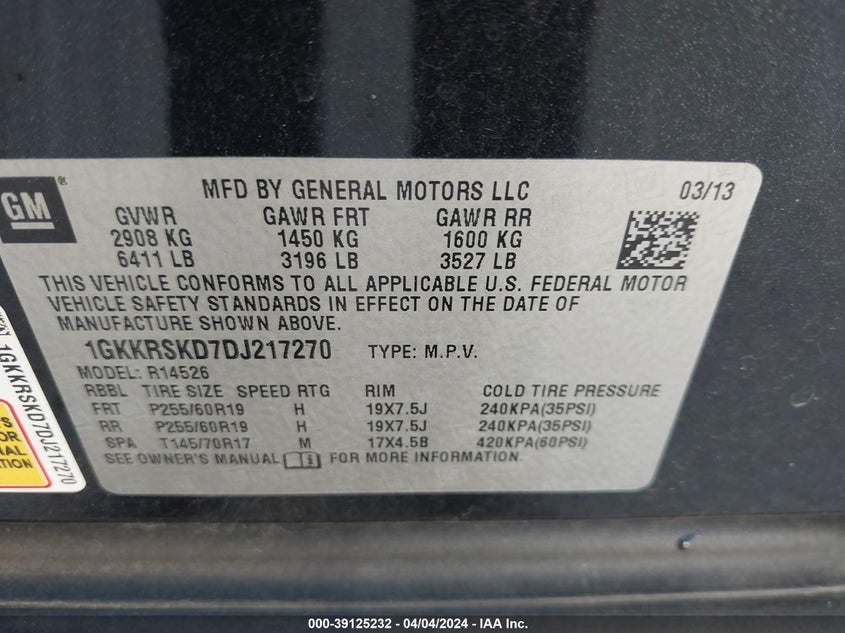 GM®
MFD BY GENERAL MOTORS LLC 03/13
GVWR GAWR FRT GAWR RR
2908 KG 1450 KG 1600 KG
6411 LB 3196 LB 3527 LB
THIS VEHICLE CONFORMS TO ALL APPLICABLE U.S. FEDERAL MOTOR
VEHICLE SAFETY STANDARDS IN EFFECT ON THE DATE OF
MANUFACTURE SHOWN ABOVE.
1GKKRSKD7DJ217270 TYPE: M.P.V.
MODEL: R14526
RBBL TIRE SIZE SPEED RTG RIM COLD TIRE PRESSURE
FRT P255/60R19 H 19X7.5J 240KPA(35PSI)
RR P255/60R19 H 19X7.5J 240KPA(35PSI)
SPA T145/70R17 M 17X4.5B 420KPA(60PSI)
SEE OWNER'S MANUAL FOR MORE INFORMATION.
1GKKRSKD7DJ217270
000-39125232 - 04/04/2024 - IAA Inc.